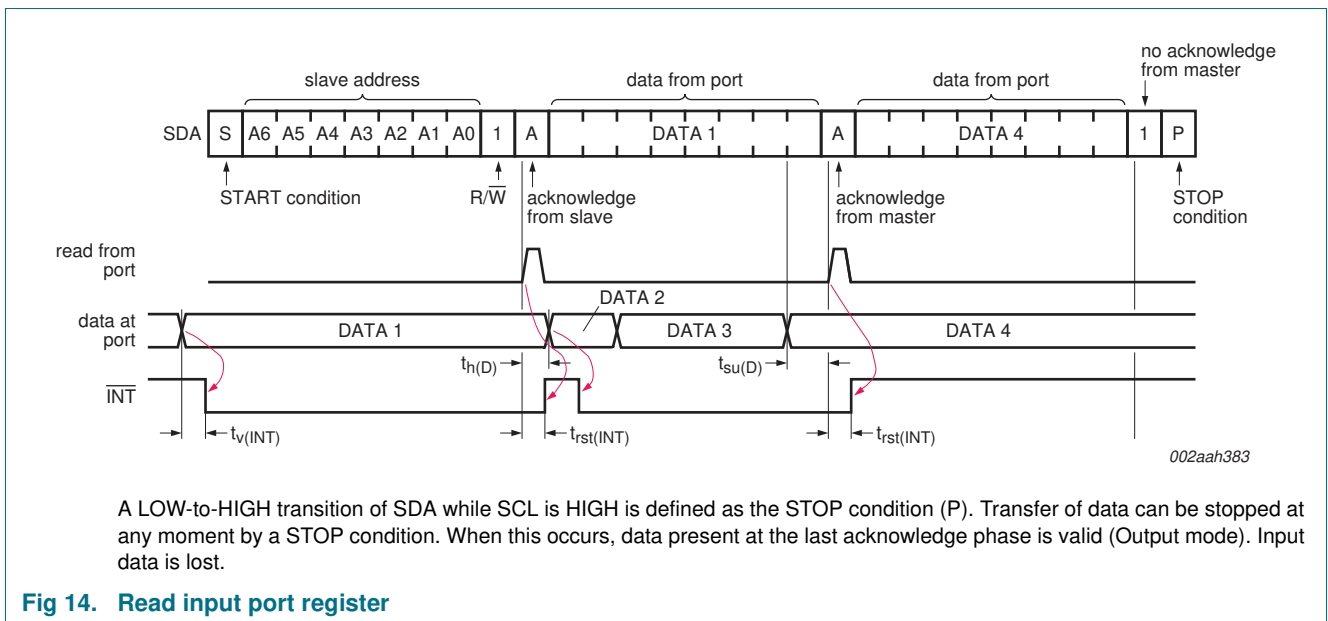 no acknowledge
from master
slave address
data from port
data from port
SDA S A6 A5 A4 A3 A2 A1 A0 1 A DATA 1 A DATA 4 1 P
START condition
R/W̅
acknowledge
from slave
acknowledge
from master
STOP
condition
read from
port
DATA 2
data at
port
DATA 1 DATA 3 DATA 4
th(D)
tsu(D)
I̅N̅T̅
tv(INT)
trst(INT)
trst(INT)
002aah383
A LOW-to-HIGH transition of SDA while SCL is HIGH is defined as the STOP condition (P). Transfer of data can be stopped at
any moment by a STOP condition. When this occurs, data present at the last acknowledge phase is valid (Output mode). Input
data is lost.
Fig 14. Read input port register